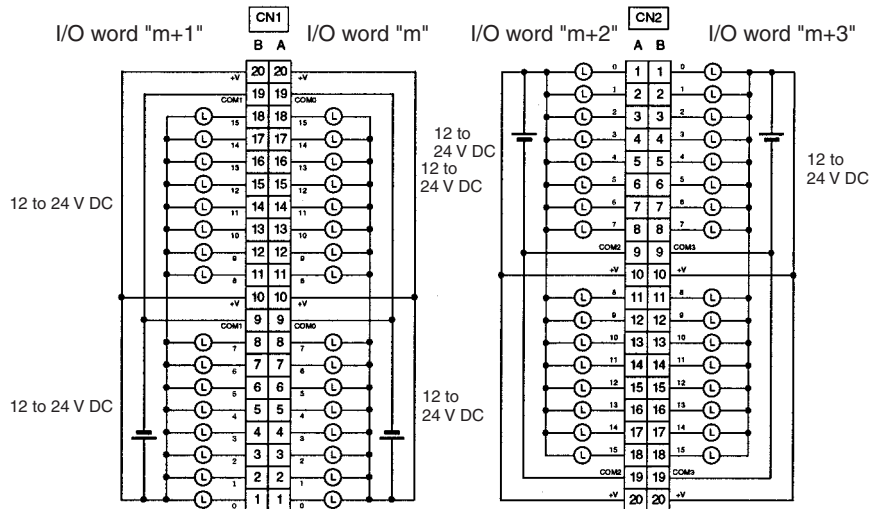 CN1
I/O word "m+1"
I/O word "m"
B A
20 20
+V +V
19 19
COM1 COM0
L 15 18 18 15 L
L 14 17 17 14 L
L 13 16 16 13 L
L 12 15 15 12 L
L 11 14 14 11 L
L 10 13 13 10 L
L 9 12 12 9 L
L 8 11 11 8 L
10 10
+V +V
9 9
COM1 COM0
L 7 8 8 7 L
L 6 7 7 6 L
L 5 6 6 5 L
L 4 5 5 4 L
L 3 4 4 3 L
L 2 3 3 2 L
L 1 2 2 1 L
L 0 1 1 0 L
12 to 24 V DC
12 to 24 V DC
12 to
24 V DC
12 to
24 V DC
CN2
I/O word "m+2"
I/O word "m+3"
A B
L 0 1 1 0 L
L 1 2 2 1 L
L 2 3 3 2 L
L 3 4 4 3 L
L 4 5 5 4 L
L 5 6 6 5 L
L 6 7 7 6 L
L 7 8 8 7 L
COM2 9 9 COM3
+V 10 10 +V
L 8 11 11 8 L
L 9 12 12 9 L
L 10 13 13 10 L
L 11 14 14 11 L
L 12 15 15 12 L
L 13 16 16 13 L
L 14 17 17 14 L
L 15 18 18 15 L
COM2 19 19 COM3
+V 20 20 +V
12 to
24 V DC
12 to
24 V DC